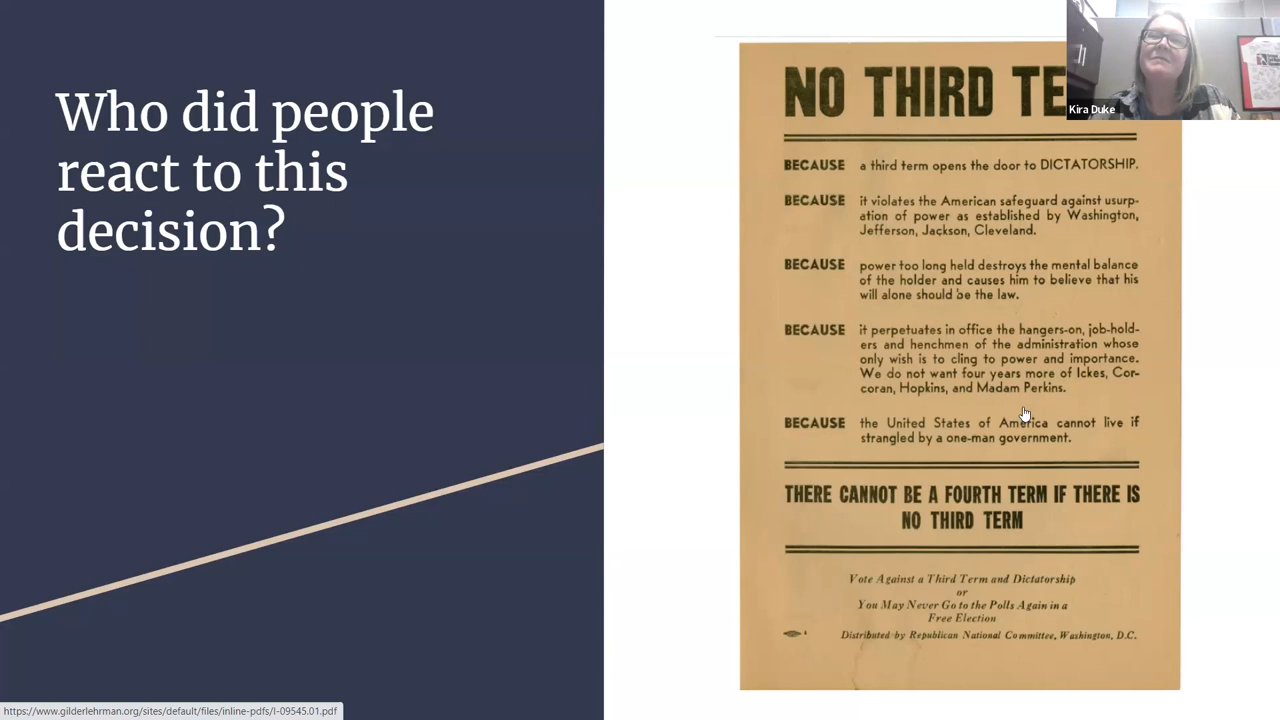 Who did people
react to this
decision?
NO THIRD TE
BECAUSE a third term opens the door to DICTATORSHIP.
BECAUSE it violates the American safeguard against usurp-
ation of power as established by Washington,
Jefferson, Jackson, Cleveland.
BECAUSE power too long held destroys the mental balance
of the holder and causes him to believe that his
will alone should be the law.
BECAUSE it perpetuates in office the hangers-on, job-hold-
ers and henchmen of the administration whose
only wish is to cling to power and importance.
We do not want four years more of Ickes, Cor-
coran, Hopkins, and Madam Perkins.
BECAUSE the United States of America cannot live if
strangled by a one-man government.
THERE CANNOT BE A FOURTH TERM IF THERE IS
NO THIRD TERM
Vote Against a Third Term and Dictatorship
or
You May Never Go to the Polls Again in a
Free Election
Distributed by Republican National Committee, Washington, D.C.
Kira Duke
https://www.gilderlehrman.org/sites/default/files/inline-pdfs/I-09545.01.pdf